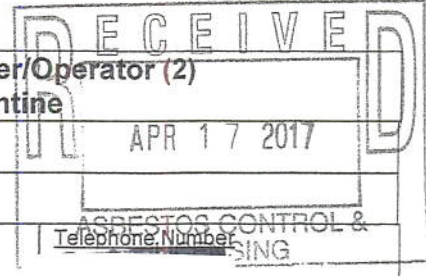 RECEIVED
er/Operator (2)
ntine
APR 17 2017
ASBESTOS CONTROL &
Telephone Number
SING